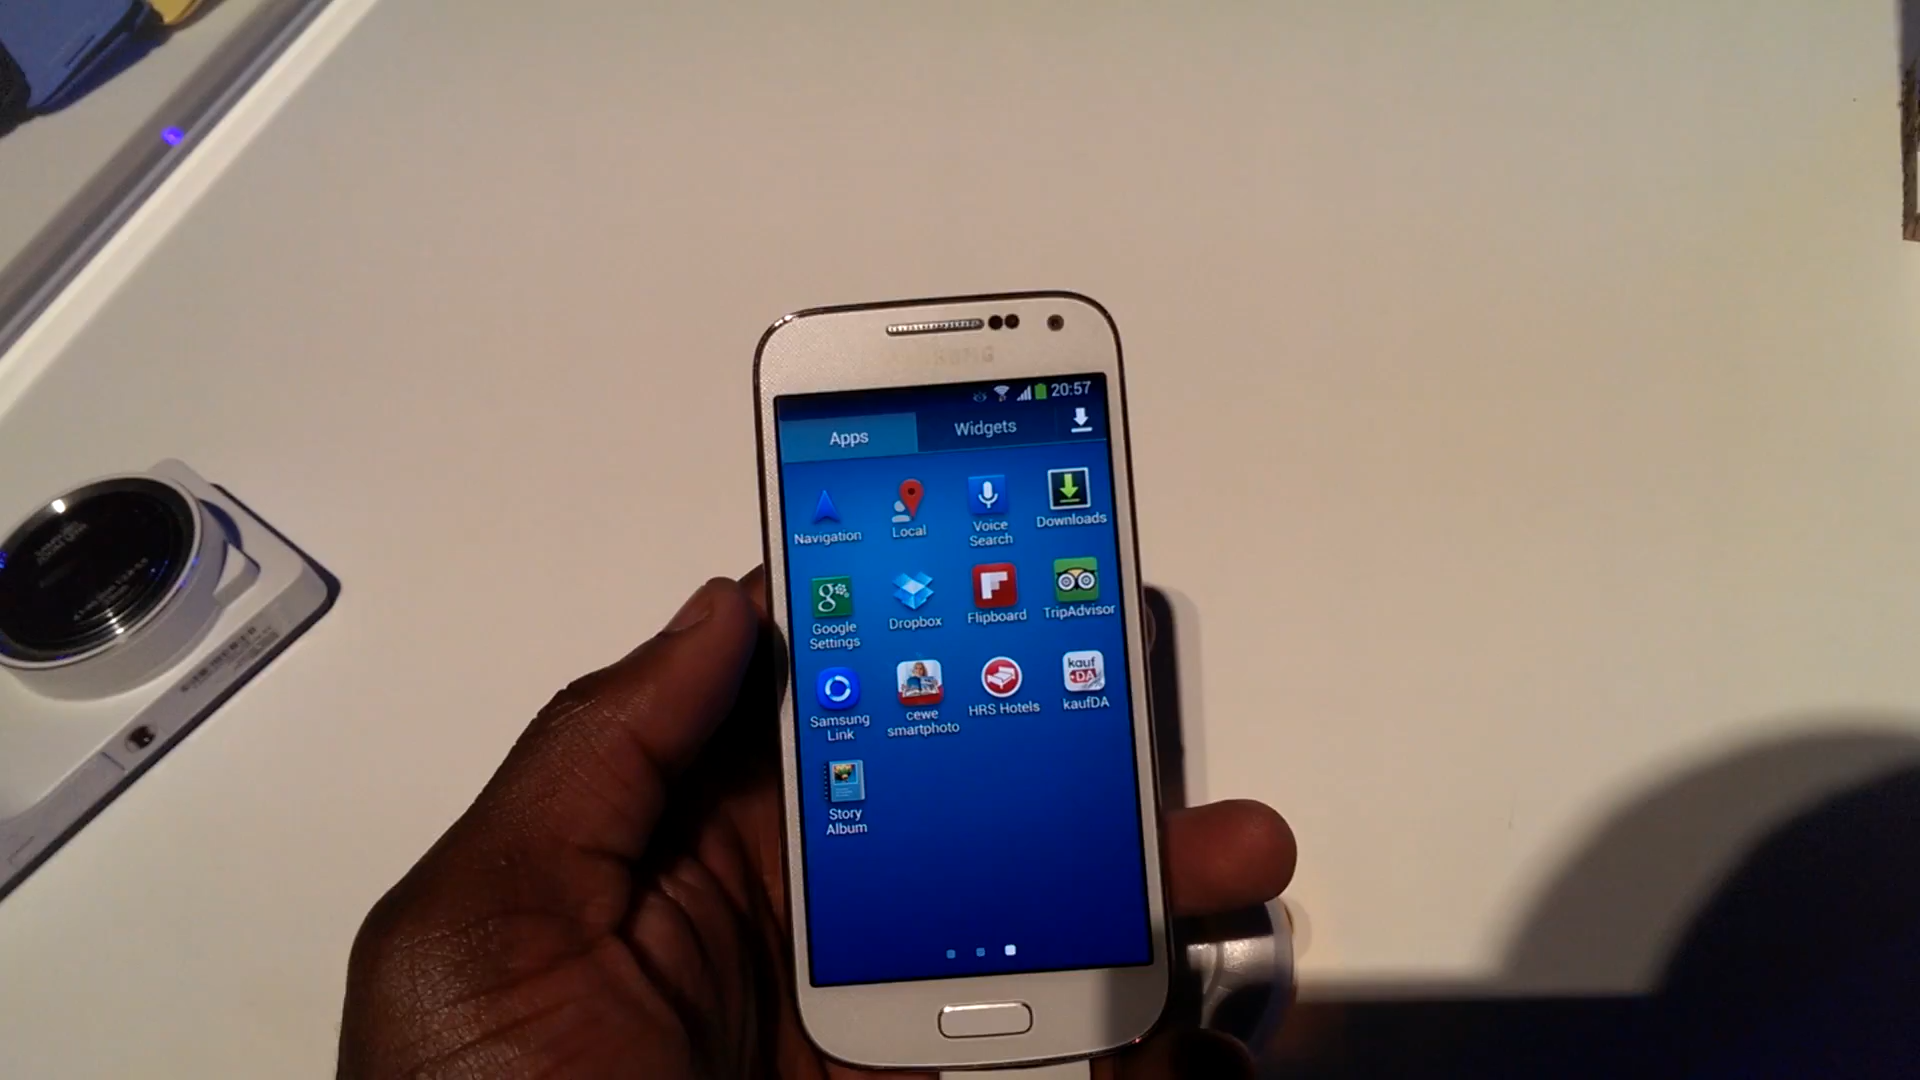 SAMSUNG
20:57
Apps
Widgets
Navigation
Local
Voice
Search
Downloads
Google
Settings
Dropbox
Flipboard
TripAdvisor
Samsung
Link
cewe
smartphoto
HRS Hotels
kauf
DA
kaufDA
Story
Album